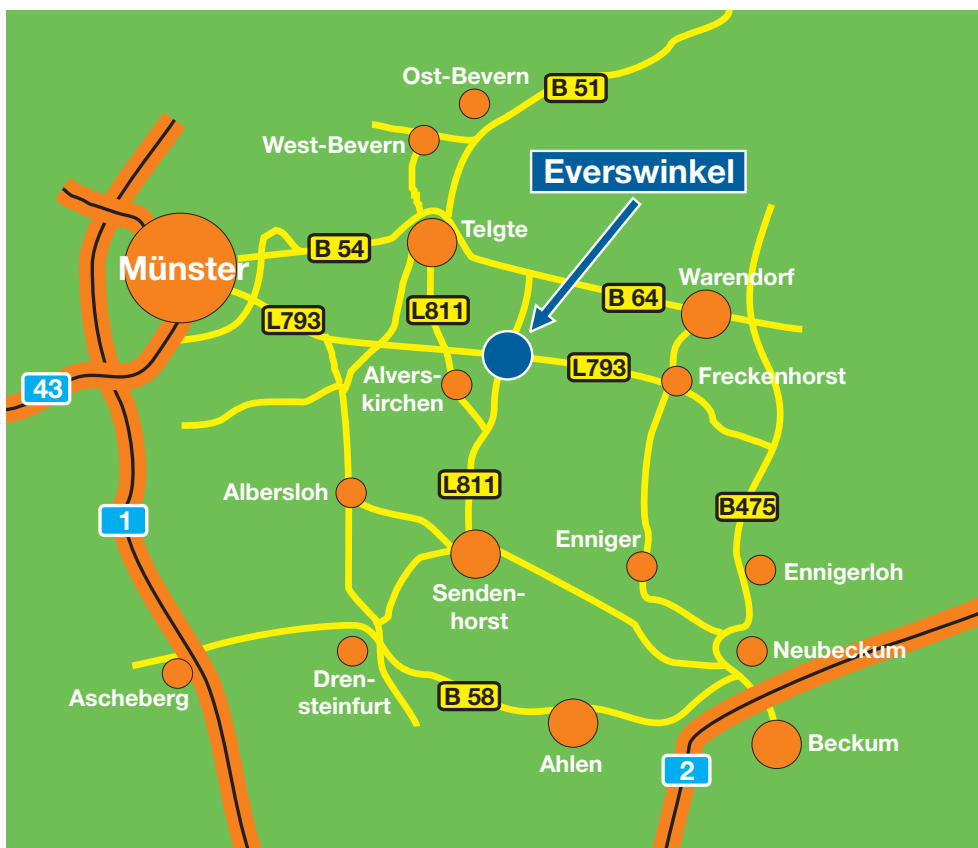 Ost-Bevern
B 51
West-Bevern
Everswinkel
Telgte
B 54
Münster
Warendorf
B 64
L811
L793
L793
Alvers-
kirchen
Freckenhorst
43
Albersloh
L811
B475
1
Enniger
Ennigerloh
Senden-
horst
Neubeckum
Dren-
steinfurt
Ascheberg
B 58
Ahlen
Beckum
2